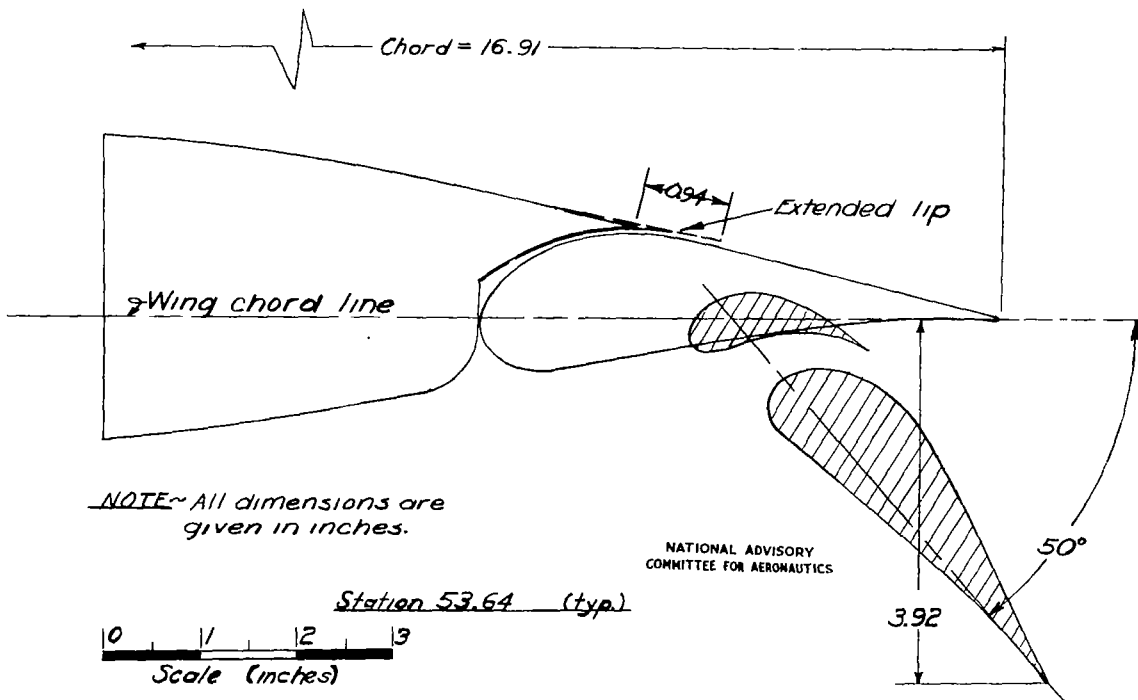 Chord = 16.91
0.94
Extended lip
Wing chord line
NOTE~ All dimensions are
given in inches.
NATIONAL ADVISORY
COMMITTEE FOR AERONAUTICS
50°
3.92
Station 53.64 (typ.)
0 1 2 3
Scale (inches)